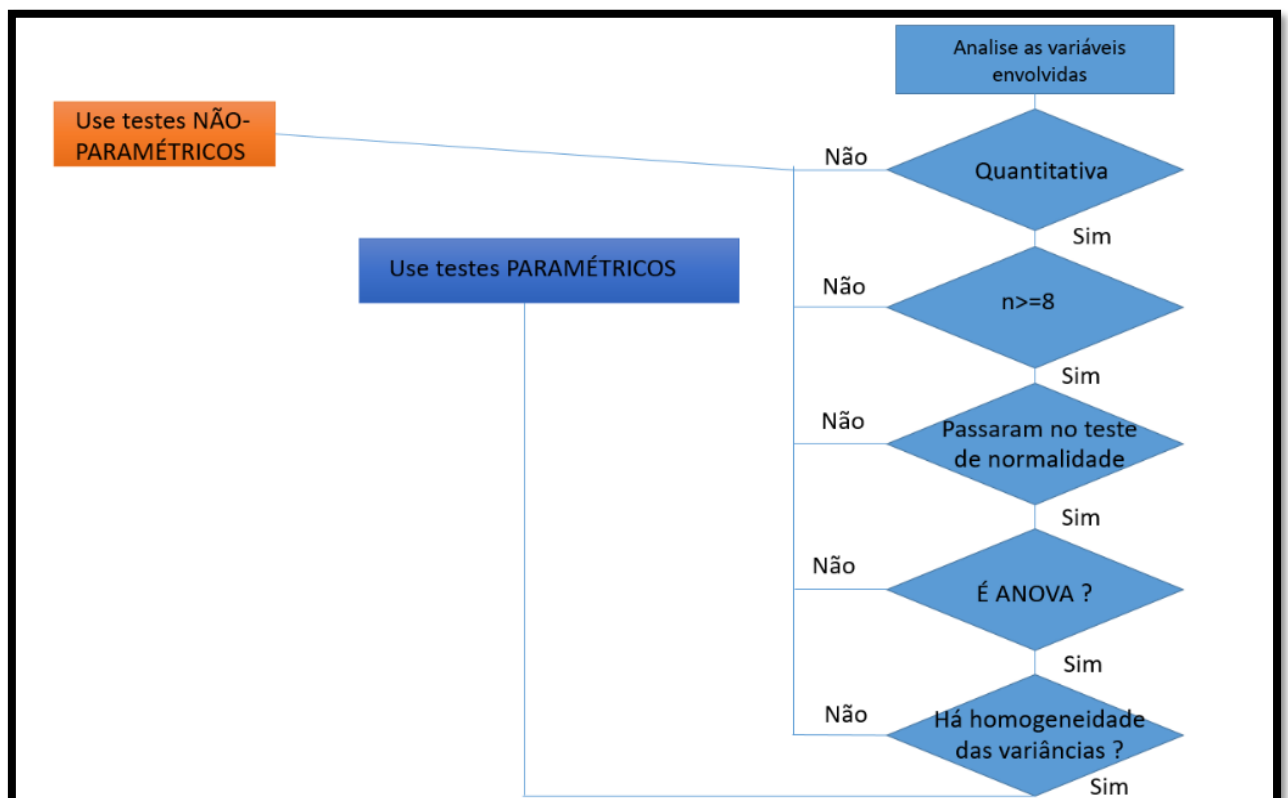 Analise as variáveis
envolvidas
Use testes NÃO-
PARAMÉTRICOS
Não
Quantitativa
Sim
Use testes PARAMÉTRICOS
Não
n>=8
Sim
Não
Passaram no teste
de normalidade
Sim
Não
É ANOVA ?
Sim
Não
Há homogeneidade
das variâncias ?
Sim